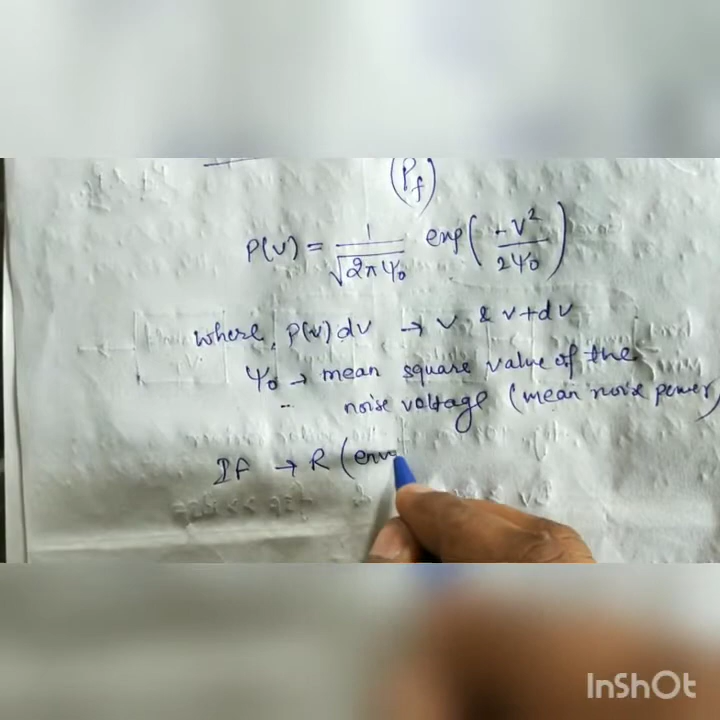 (Pf)
P(v) = 1/√2πψ₀ exp(-v²/2ψ₀)
where, P(v)dv → v & v+dv
ψ₀ → mean square value of the
noise voltage (mean noise power)
If → R (env
InShOt